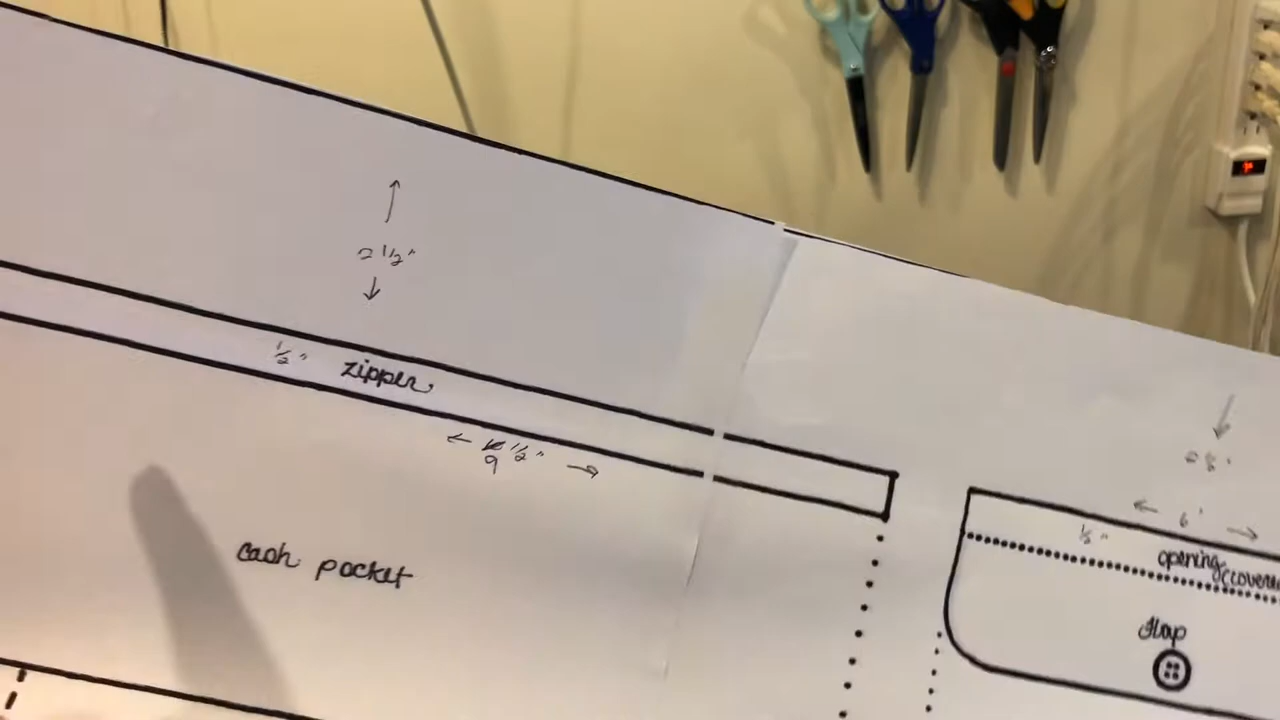 2 1/2"
1/2" zipper
1/2"
9
cash pocket
6"
1/2"
opening
flap